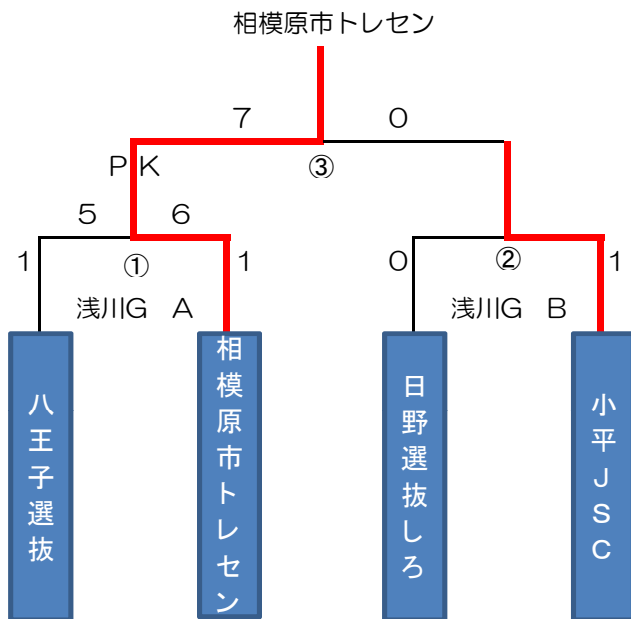 相模原市トレセン
7 0
PK ③
5 6
1 ① 1 0 ② 1
浅川G A 浅川G B
八王子選抜
相模原市トレセン
日野選抜しろ
小平JSC